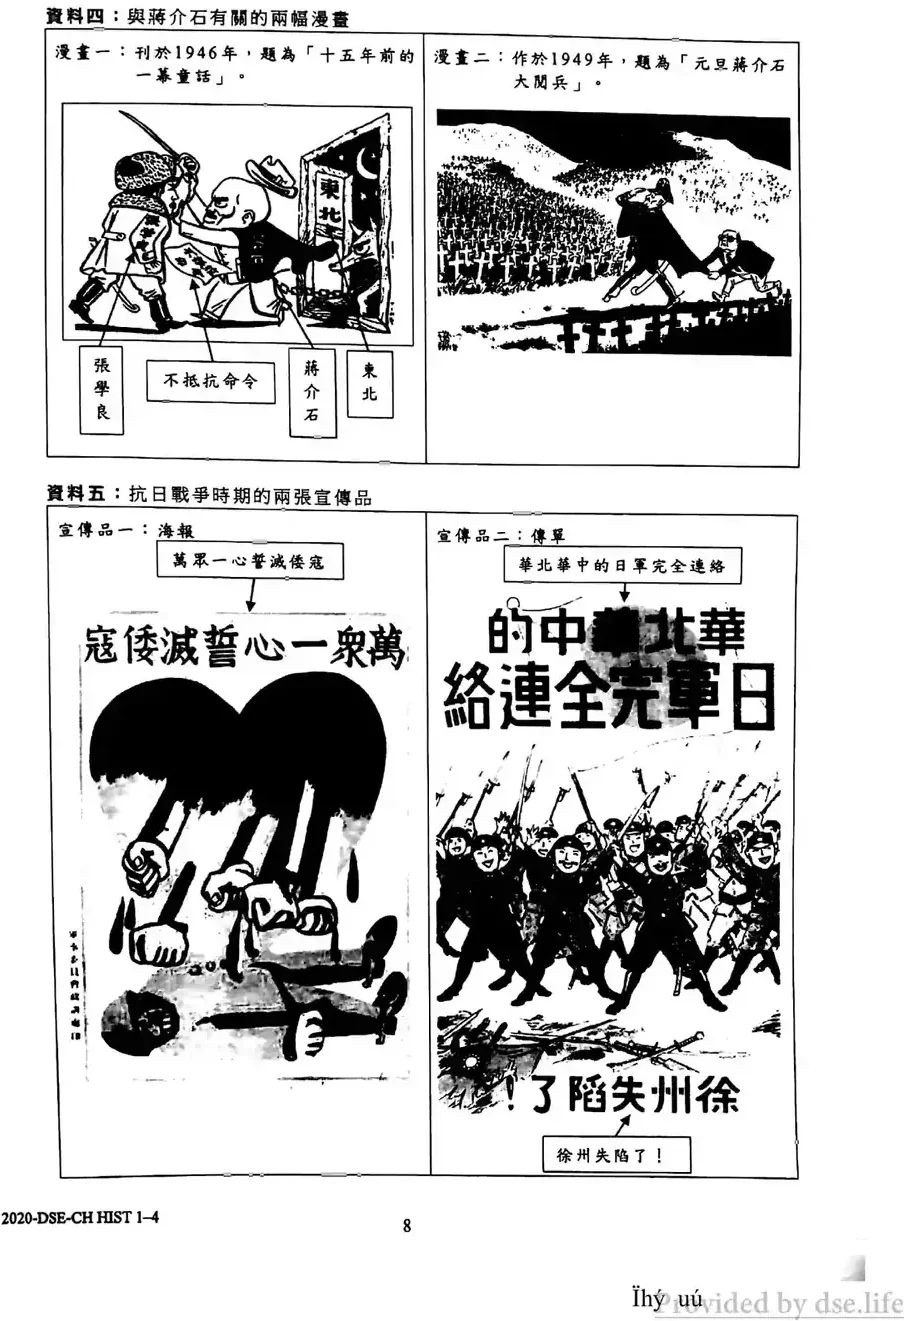 資料四：與蔣介石有關的兩幅漫畫
漫畫一：刊於1946年，題為「十五年前的
一幕童話」。
東北
張學良
不抵抗命令
蔣介石
東北
漫畫二：作於1949年，題為「元旦蔣介石
大閱兵」。
資料五：抗日戰爭時期的兩張宣傳品
宣傳品一：海報
萬眾一心誓滅倭寇
寇倭滅誓心一眾萬
宣傳品二：傳單
華北華中的日軍完全連絡
的中華北華
絡連全完軍日
！了陷失州徐
徐州失陷了！
2020-DSE-CH HIST 1–4
8
Ïhý uú
Provided by dse.life